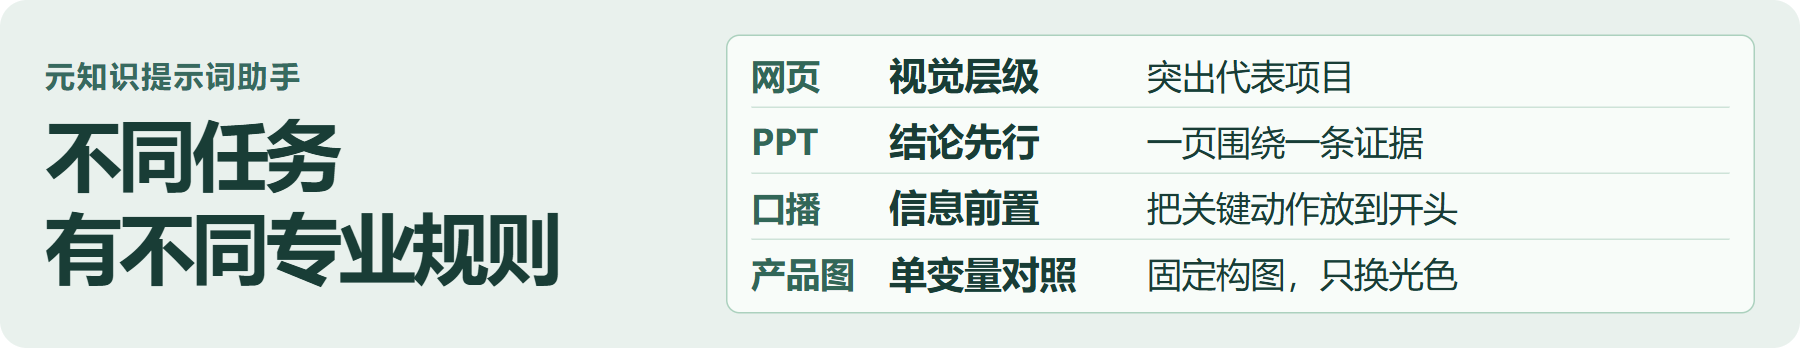 元知识提示词助手
不同任务
有不同专业规则
网页 视觉层级 突出代表项目
PPT 结论先行 一页围绕一条证据
口播 信息前置 把关键动作放到开头
产品图 单变量对照 固定构图，只换光色